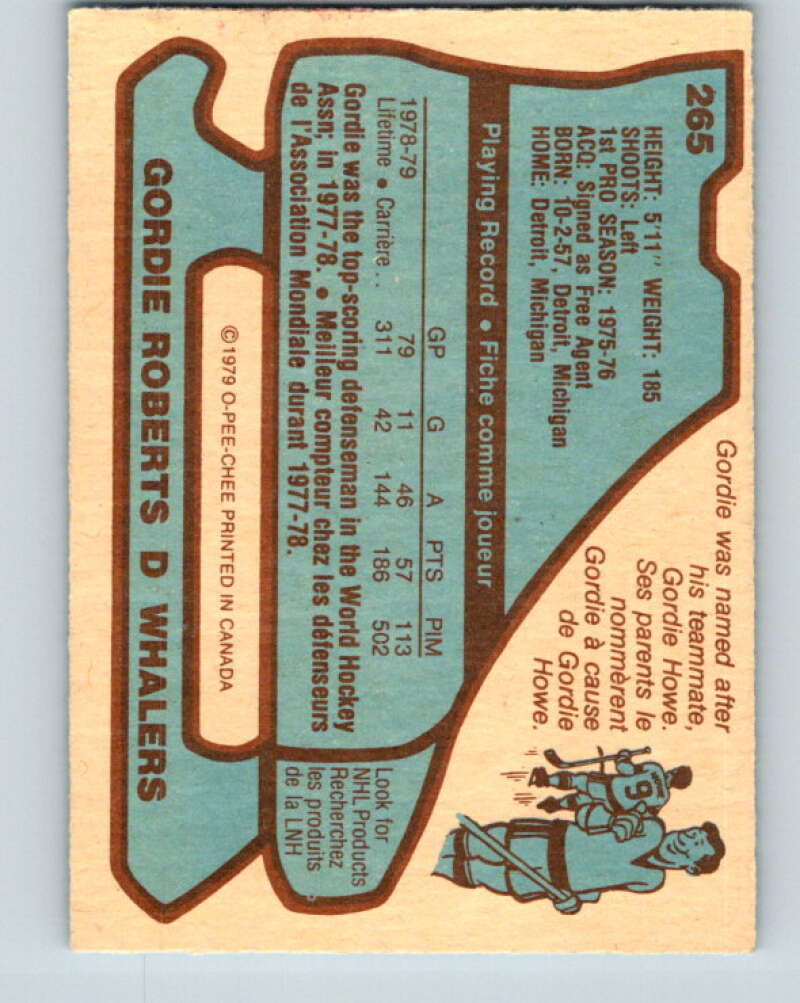 265
HEIGHT: 5'11" WEIGHT: 185
SHOOTS: Left
1st PRO SEASON: 1975-76
ACQ: Signed as Free Agent
BORN: 10-2-57, Detroit, Michigan
HOME: Detroit, Michigan
Gordie was named after
his teammate,
Gordie Howe.
Ses parents le
nommèrent
Gordie à cause
de Gordie
Howe.
9
Playing Record • Fiche comme joueur
GP G A PTS PIM
1978-79 79 11 46 57 113
Lifetime • Carrière . . 311 42 144 186 502
Gordie was the top-scoring defenseman in the World Hockey
Assn; in 1977-78. • Meilleur compteur chez les défenseurs
de l'Association Mondiale durant 1977-78.
Look for
NHL Products
Recherchez
les produits
de la LNH
©1979 O-PEE-CHEE PRINTED IN CANADA
GORDIE ROBERTS D WHALERS